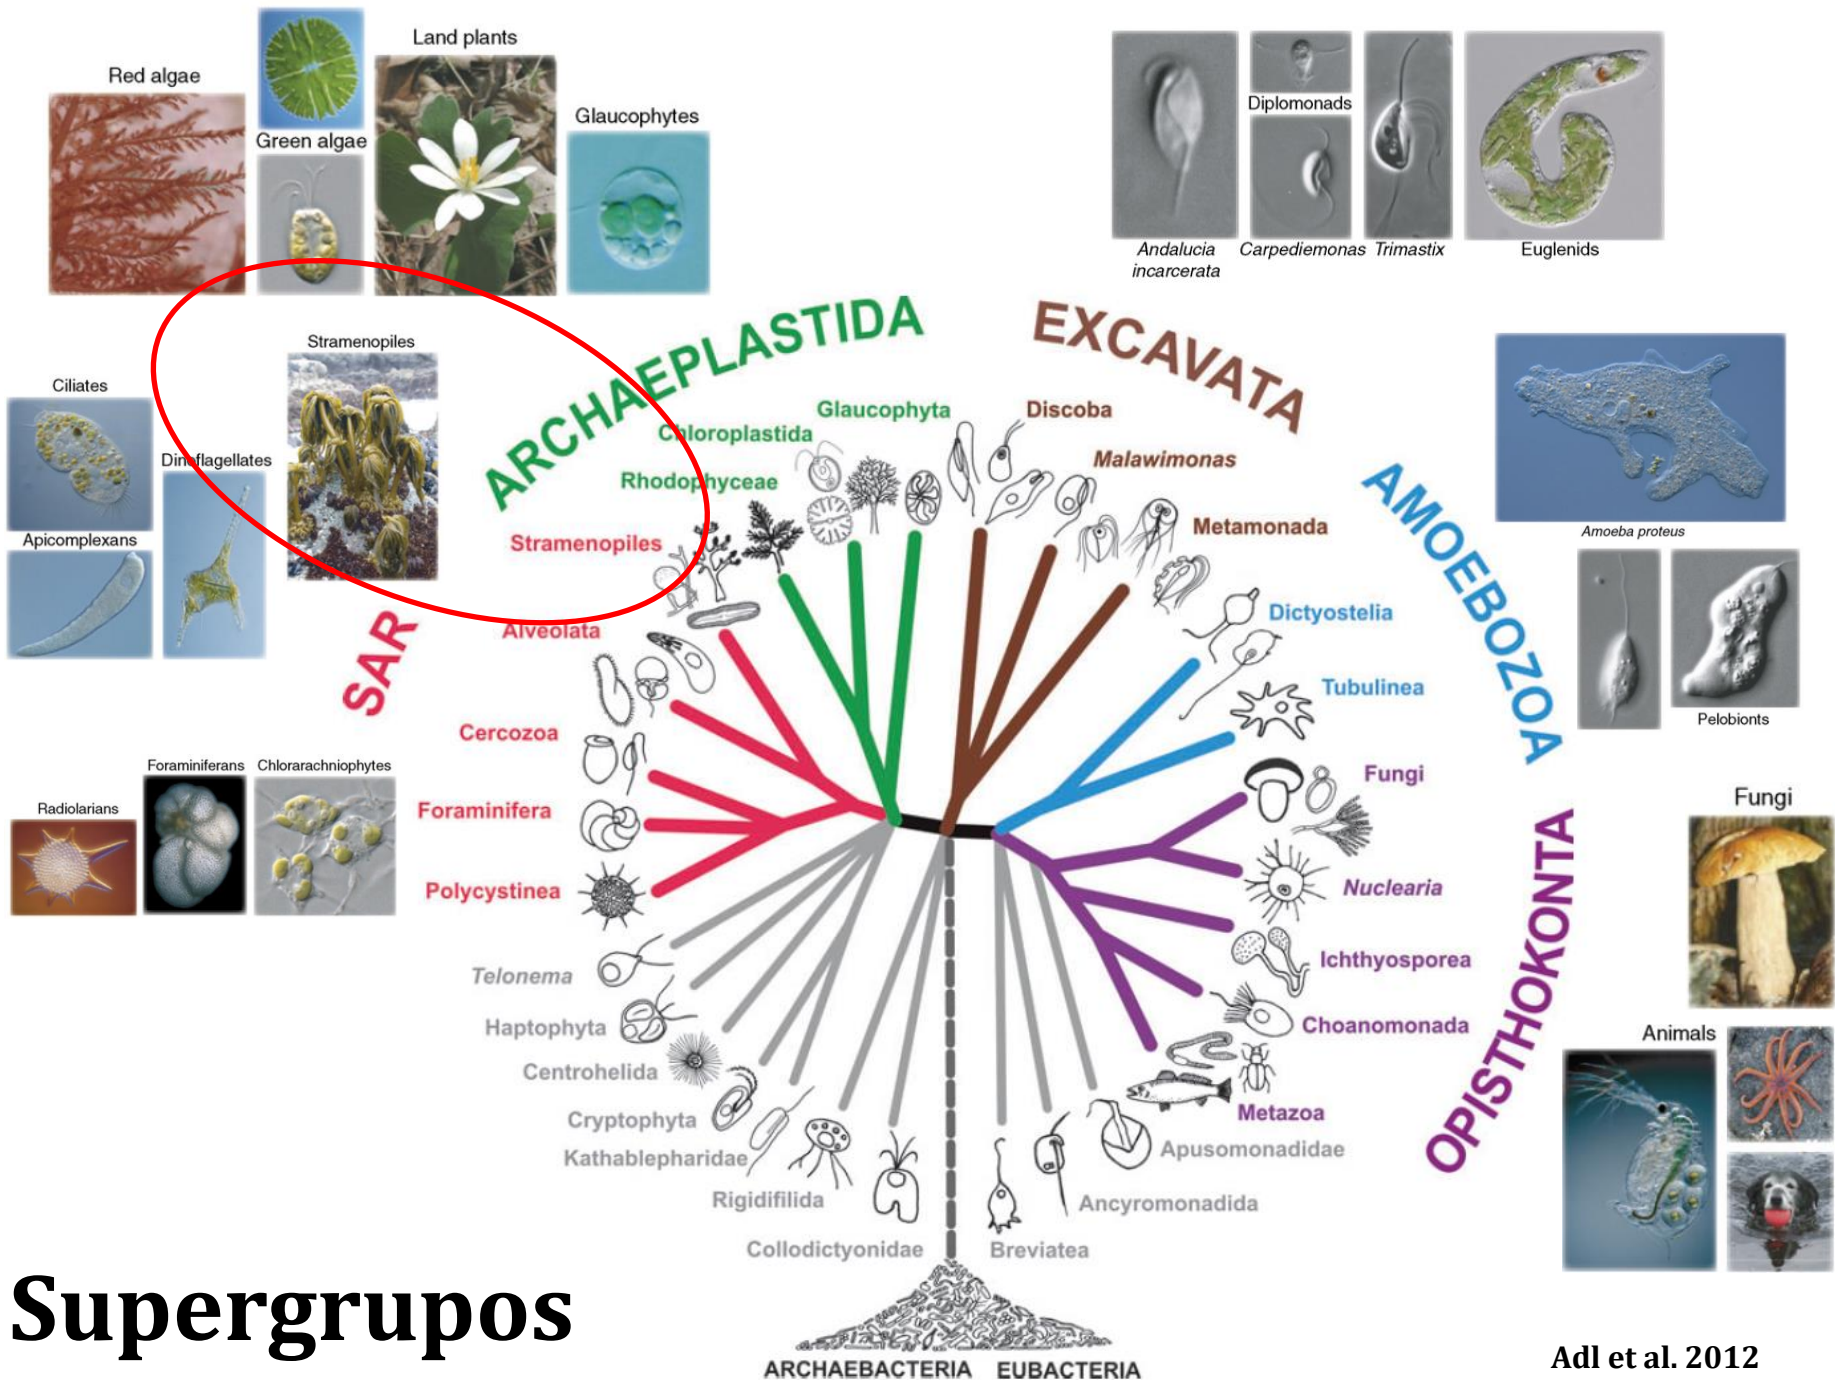 Land plants
Red algae
Green algae
Glaucophytes
Diplomonads
Andalucia
incarcerata
Carpediemonas
Trimastix
Euglenids
Stramenopiles
Ciliates
Dinoflagellates
Apicomplexans
ARCHAEPLASTIDA
EXCAVATA
AMOEBOZOA
OPISTHOKONTA
SAR
Glaucophyta
Chloroplastida
Rhodophyceae
Stramenopiles
Alveolata
Cercozoa
Foraminifera
Polycystinea
Discoba
Malawimonas
Metamonada
Dictyostelia
Tubulinea
Fungi
Nuclearia
Ichthyosporea
Choanomonada
Metazoa
Amoeba proteus
Pelobionts
Foraminiferans
Chlorarachniophytes
Radiolarians
Fungi
Animals
Telonema
Haptophyta
Centrohelida
Cryptophyta
Kathablepharidae
Rigidifilida
Collodictyonidae
Breviatea
Ancyromonadida
Apusomonadidae
ARCHAEBACTERIA EUBACTERIA
Supergrupos
Adl et al. 2012